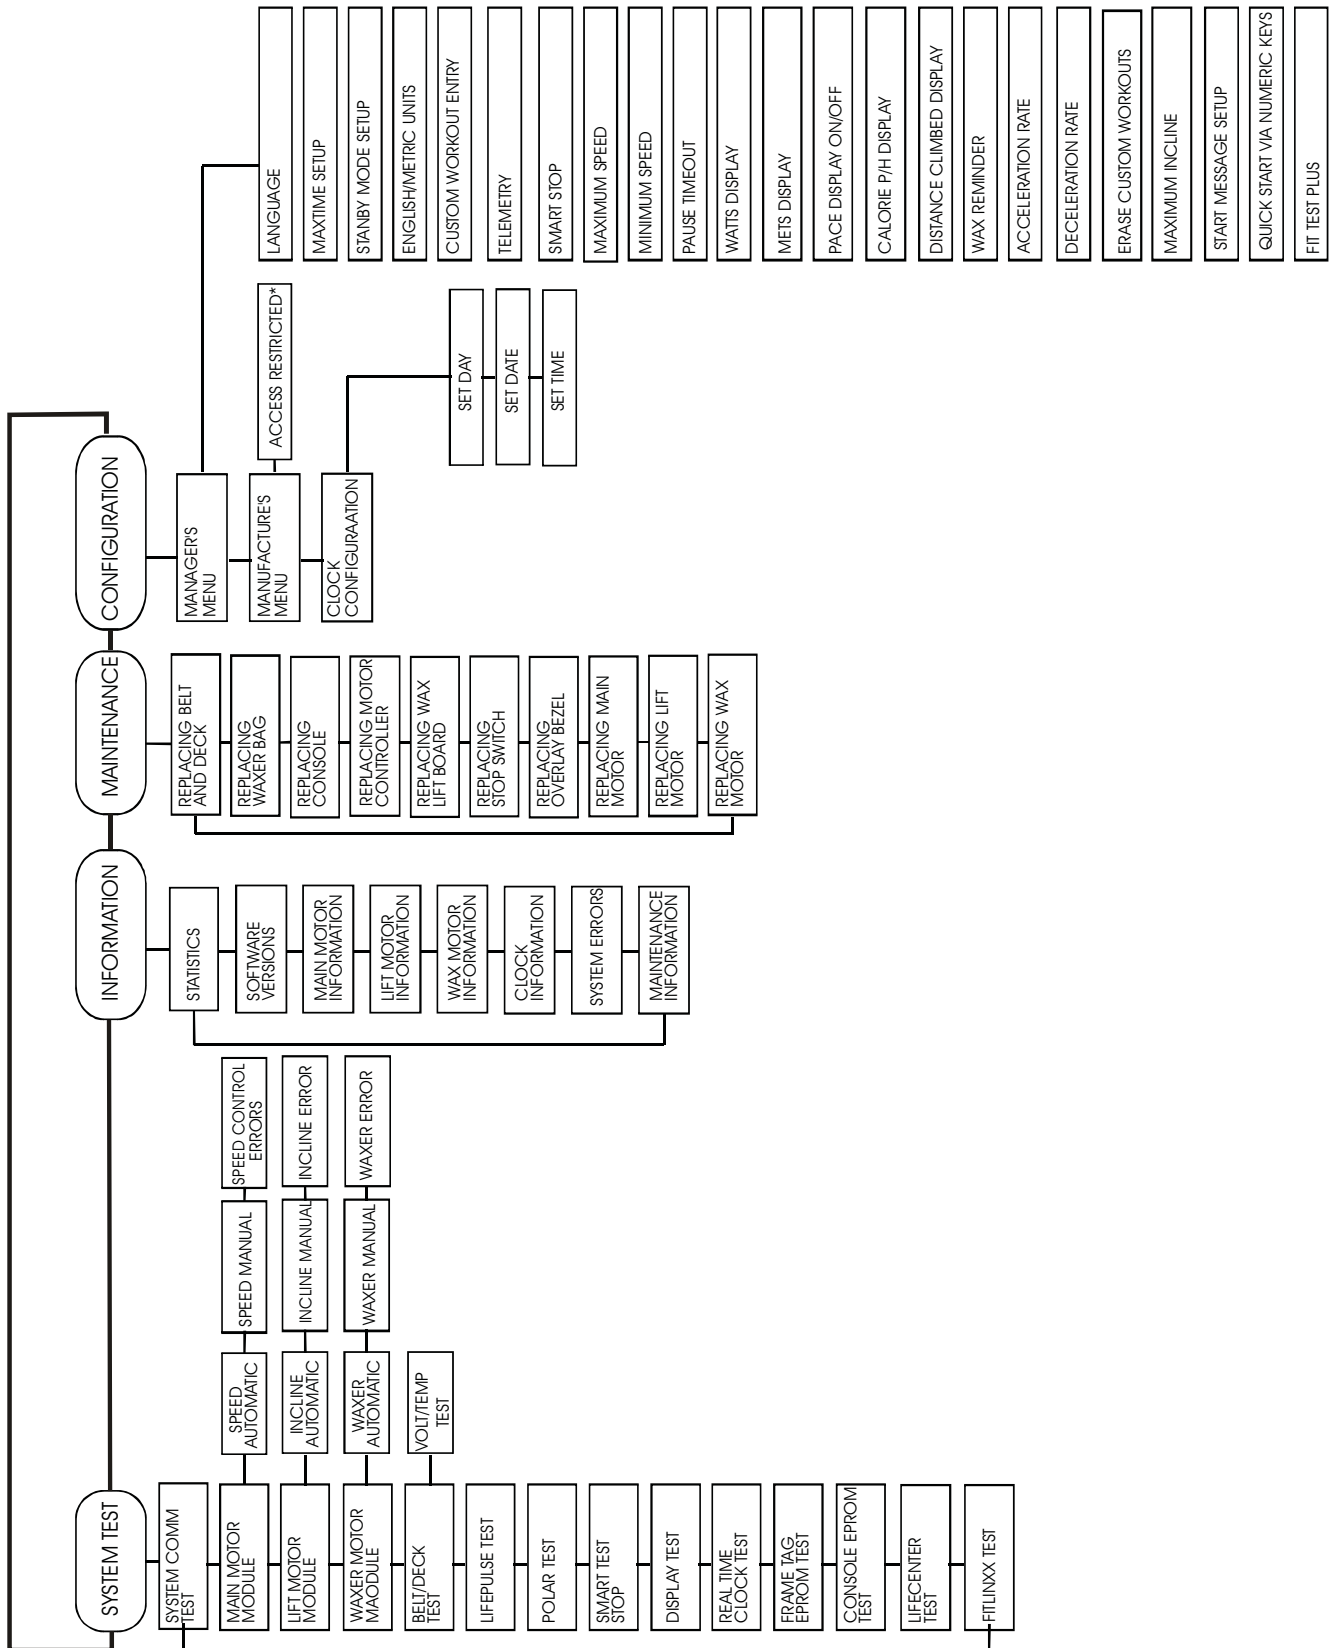 SYSTEM TEST
SYSTEM COMM
TEST
MAIN MOTOR
MODULE
SPEED
AUTOMATIC
SPEED MANUAL
SPEED CONTROL
ERRORS
LIFT MOTOR
MODULE
INCLINE
AUTOMATIC
INCLINE MANUAL
INCLINE ERROR
WAXER MOTOR
MAODULE
WAXER
AUTOMATIC
WAXER MANUAL
WAXER ERROR
BELT/DECK
TEST
VOLT/TEMP
TEST
LIFEPULSE TEST
POLAR TEST
SMART TEST
STOP
DISPLAY TEST
REAL TIME
CLOCK TEST
FRAME TAG
EPROM TEST
CONSOLE EPROM
TEST
LIFECENTER
TEST
FITLINXX TEST
INFORMATION
STATISTICS
SOFTWARE
VERSIONS
MAIN MOTOR
INFORMATION
LIFT MOTOR
INFORMATION
WAX MOTOR
INFORMATION
CLOCK
INFORMATION
SYSTEM ERRORS
MAINTENANCE
INFORMATION
MAINTENANCE
REPLACING BELT
AND DECK
REPLACING
WAXER BAG
REPLACING
CONSOLE
REPLACING MOTOR
CONTROLLER
REPLACING WAX
LIFT BOARD
REPLACING
STOP SWITCH
REPLACING
OVERLAY BEZEL
REPLACING MAIN
MOTOR
REPLACING LIFT
MOTOR
REPLACING WAX
MOTOR
CONFIGURATION
MANAGER'S
MENU
MANUFACTURE'S
MENU
ACCESS RESTRICTED*
CLOCK
CONFIGURAATION
SET DAY
SET DATE
SET TIME
LANGUAGE
MAXTIME SETUP
STANBY MODE SETUP
ENGLISH/METRIC UNITS
CUSTOM WORKOUT ENTRY
TELEMETRY
SMART STOP
MAXIMUM SPEED
MINIMUM SPEED
PAUSE TIMEOUT
WATTS DISPLAY
METS DISPLAY
PACE DISPLAY ON/OFF
CALORIE P/H DISPLAY
DISTANCE CLIMBED DISPLAY
WAX REMINDER
ACCELERATION RATE
DECELERATION RATE
ERASE CUSTOM WORKOUTS
MAXIMUM INCLINE
START MESSAGE SETUP
QUICK START VIA NUMERIC KEYS
FIT TEST PLUS